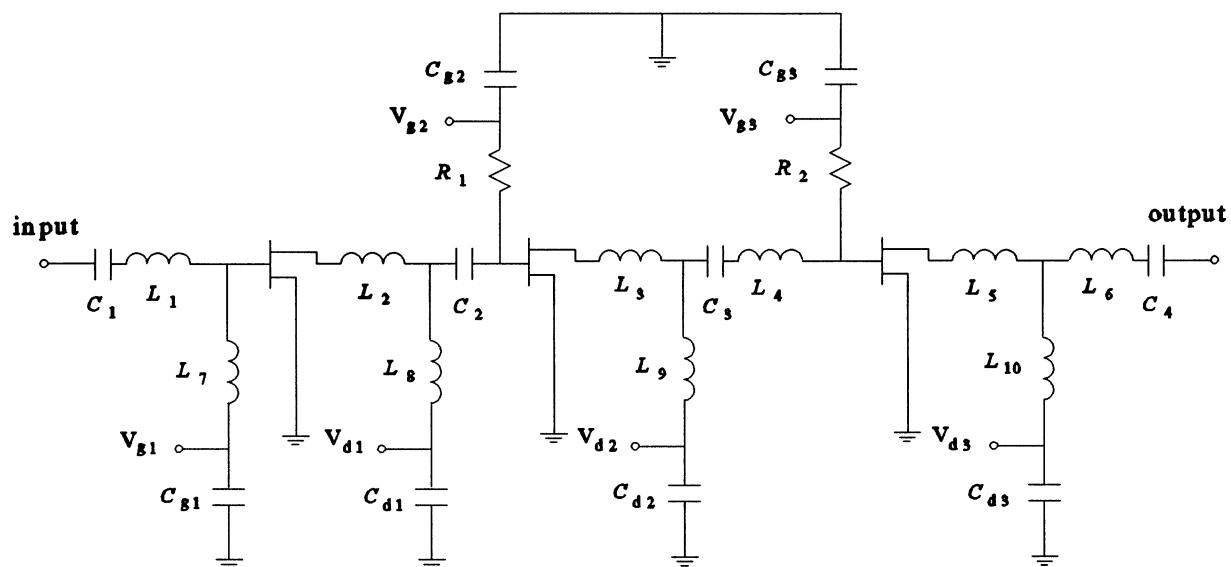 C g2
C g3
V g2
V g3
R 1
R 2
input
output
C 1
L 1
L 2
C 2
L 3
C 3
L 4
L 5
L 6
C 4
L 7
L 8
L 9
L 10
V g1
V d1
V d2
V d3
C g1
C d1
C d2
C d3